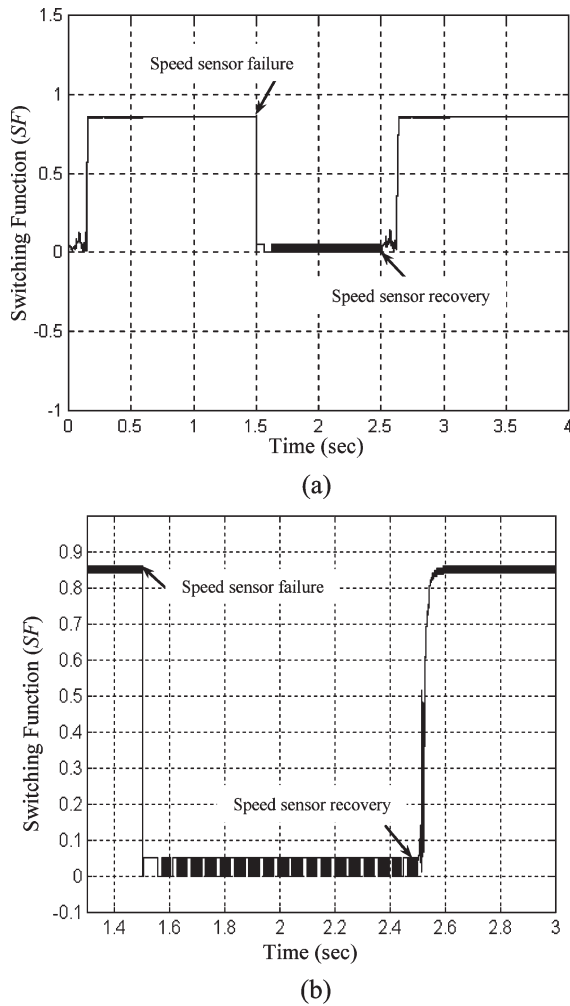 1.5
Speed sensor failure
1
0.5
0
Speed sensor recovery
-0.5
-1
Switching Function (SF)
0 0.5 1 1.5 2 2.5 3 3.5 4
Time (sec)
(a)
0.9
0.8
Speed sensor failure
0.7
0.6
0.5
0.4
0.3
0.2
Speed sensor recovery
0.1
0
-0.1
Switching Function (SF)
1.4 1.6 1.8 2 2.2 2.4 2.6 2.8 3
Time (sec)
(b)